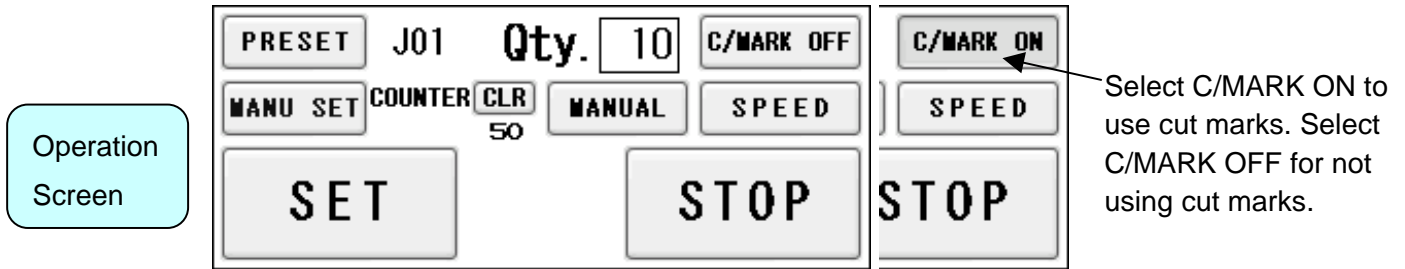 Operation
Screen
PRESET J01 Qty. 10 C/MARK OFF
MANU SET COUNTER CLR MANUAL SPEED
50
SET STOP
C/MARK ON
SPEED
STOP
Select C/MARK ON to
use cut marks. Select
C/MARK OFF for not
using cut marks.